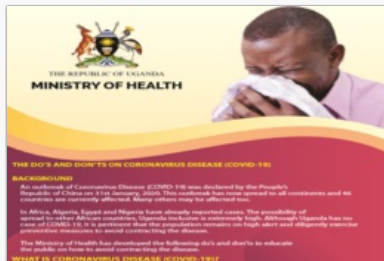 THE REPUBLIC OF UGANDA
MINISTRY OF HEALTH
THE DO'S AND DON'TS ON CORONAVIRUS DISEASE (COVID-19)
BACKGROUND
An outbreak of Coronavirus Disease (COVID-19) was declared by the People's
Republic of China on 31st January, 2020. This outbreak has now spread to all continents and 46
countries are currently affected. Many others may be affected too.
In Africa, Algeria, Egypt and Nigeria have already reported cases. The possibility of
spread to other African countries, Uganda inclusive is extremely high. Although Uganda has no
case of COVID-19, it is pertinent that the population remains on high alert and diligently exercise
preventive measures to avoid contracting the disease.
The Ministry of Health has developed the following do's and don'ts to educate
the public on how to avoid contracting the disease.
WHAT IS CORONAVIRUS DISEASE (COVID-19)?